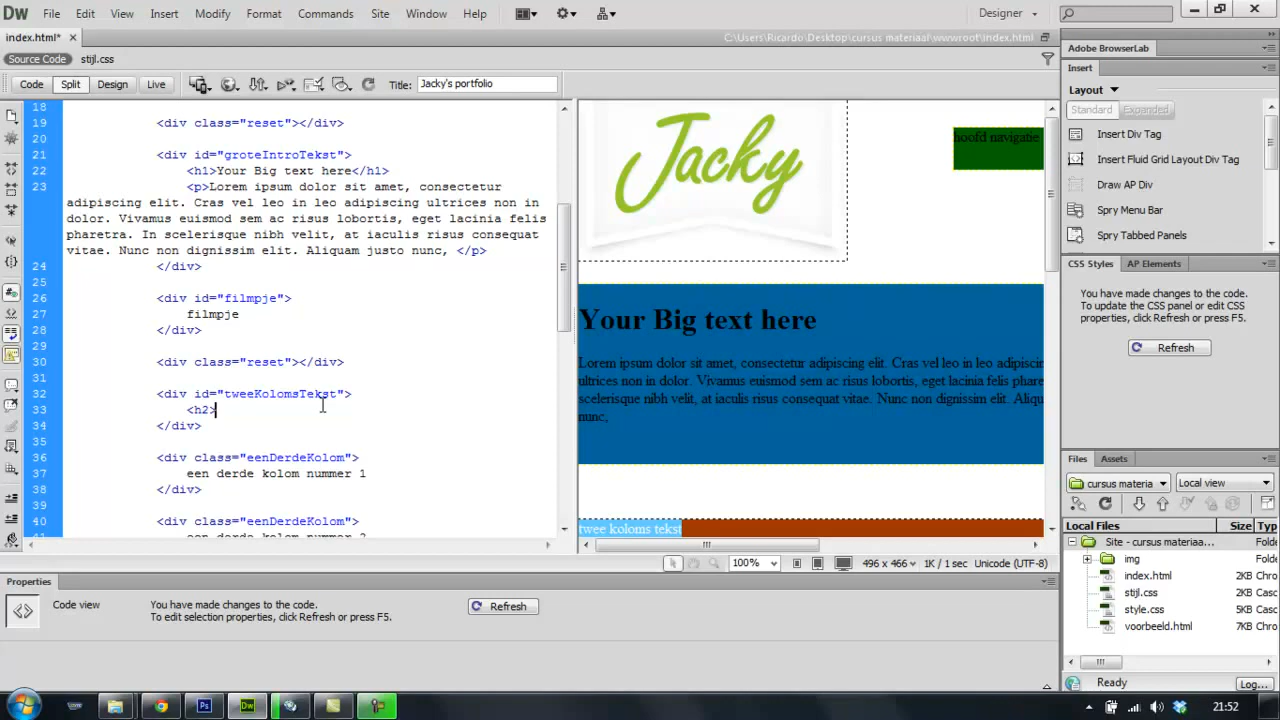 DW File Edit View Insert Modify Format Commands Site Window Help Designer
index.html* C:\Users\Ricardo\Desktop\cursus materiaal\wwwroot\index.html
Source Code stijl.css
Code Split Design Live Title: Jacky's portfolio
18
19 <div class="reset"></div>
20
21 <div id="groteIntroTekst">
22 <h1>Your Big text here</h1>
23 <p>Lorem ipsum dolor sit amet, consectetur
adipiscing elit. Cras vel leo in leo adipiscing ultrices non in
dolor. Vivamus euismod sem ac risus lobortis, eget lacinia felis
pharetra. In scelerisque nibh velit, at iaculis risus consequat
vitae. Nunc non dignissim elit. Aliquam justo nunc, </p>
24 </div>
25
26 <div id="filmpje">
27 filmpje
28 </div>
29
30 <div class="reset"></div>
31
32 <div id="tweeKolomsTekst">
33 <h2>
34 </div>
35
36 <div class="eenDerdeKolom">
37 een derde kolom nummer 1
38 </div>
39
40 <div class="eenDerdeKolom">
Jacky
hoofd navigatie
Your Big text here
Lorem ipsum dolor sit amet, consectetur adipiscing elit. Cras vel leo in leo adipiscin
ultrices non in dolor. Vivamus euismod sem ac risus lobortis, eget lacinia felis phare
scelerisque nibh velit, at iaculis risus consequat vitae. Nunc non dignissim elit. Aliqu
nunc,
twee koloms tekst
100% 496 x 466 1K / 1 sec Unicode (UTF-8)
Adobe BrowserLab
Insert
Layout
Standard Expanded
Insert Div Tag
Insert Fluid Grid Layout Div Tag
Draw AP Div
Spry Menu Bar
Spry Tabbed Panels
CSS Styles AP Elements
You have made changes to the code.
To update the CSS panel or edit CSS
properties, click Refresh or press F5.
Refresh
Files Assets
cursus materia Local view
Local Files Size Typ
Site - cursus materiaa... Folde
img Folde
index.html 2KB Chro
stijl.css 2KB Casc
style.css 5KB Casc
voorbeeld.html 7KB Chro
Ready Log...
Properties
Code view You have made changes to the code. Refresh
To edit selection properties, click Refresh or press F5.
Dw 21:52